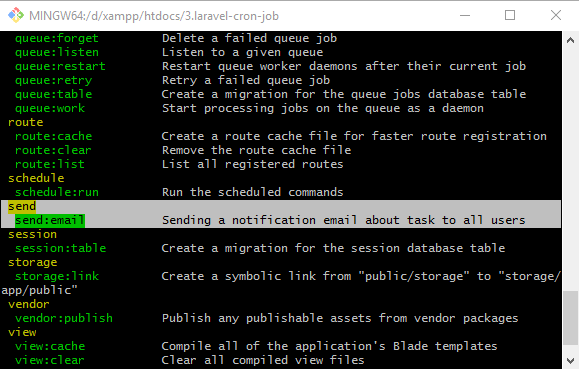 MINGW64:/d/xampp/htdocs/3.laravel-cron-job
queue:forget Delete a failed queue job
queue:listen Listen to a given queue
queue:restart Restart queue worker daemons after their current job
queue:retry Retry a failed queue job
queue:table Create a migration for the queue jobs database table
queue:work Start processing jobs on the queue as a daemon
route
route:cache Create a route cache file for faster route registration
route:clear Remove the route cache file
route:list List all registered routes
schedule
schedule:run Run the scheduled commands
send
send:email Sending a notification email about task to all users
session
session:table Create a migration for the session database table
storage
storage:link Create a symbolic link from "public/storage" to "storage/
app/public"
vendor
vendor:publish Publish any publishable assets from vendor packages
view
view:cache Compile all of the application's Blade templates
view:clear Clear all compiled view files